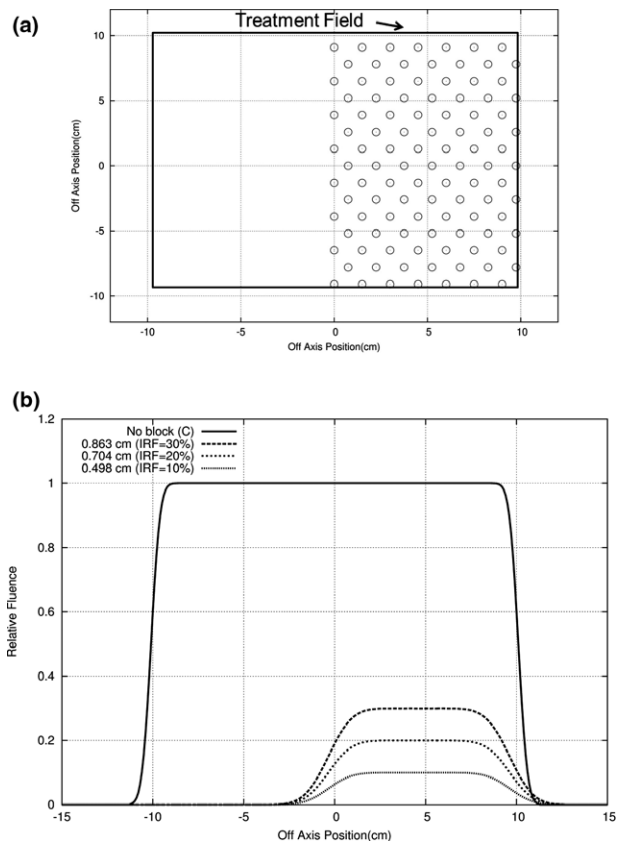 (a)
Treatment Field
10
5
0
-5
-10
Off Axis Position(cm)
-10 -5 0 5 10
Off Axis Position(cm)
(b)
No block (C)
0.863 cm (IRF=30%)
0.704 cm (IRF=20%)
0.498 cm (IRF=10%)
1.2
1
0.8
0.6
0.4
0.2
0
Relative Fluence
-15 -10 -5 0 5 10 15
Off Axis Position(cm)